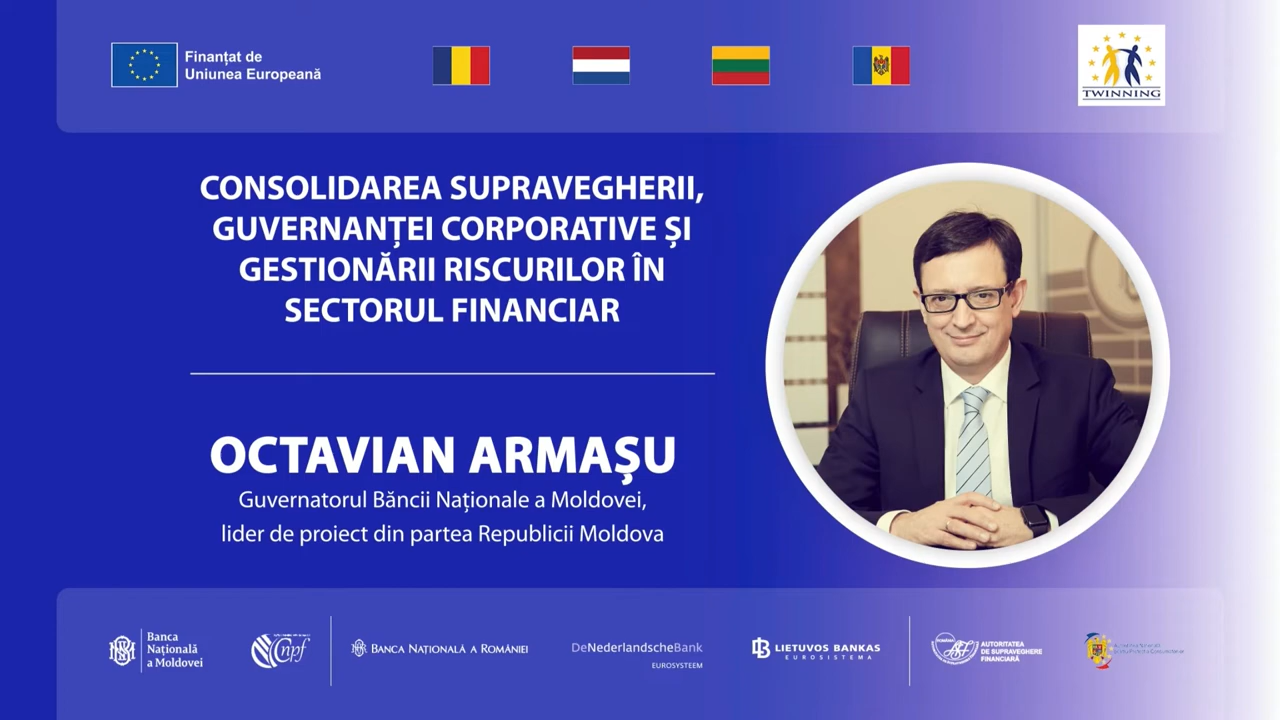 Finanțat de
Uniunea Europeană
TWINNING
CONSOLIDAREA SUPRAVEGHERII,
GUVERNANȚEI CORPORATIVE ȘI
GESTIONĂRII RISCURILOR ÎN
SECTORUL FINANCIAR
OCTAVIAN ARMAȘU
Guvernatorul Băncii Naționale a Moldovei,
lider de proiect din partea Republicii Moldova
Banca
Națională
a Moldovei
cnpf
BANCA NAȚIONALĂ A ROMÂNIEI
DeNederlandscheBank
EUROSYSTEEM
LIETUVOS BANKAS
EUROSISTEMA
ROMÂNIA
ASF
AUTORITATEA
DE SUPRAVEGHERE
FINANCIARĂ